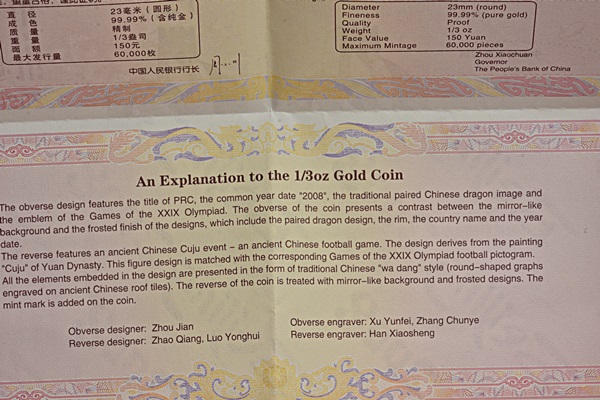 直 径 23毫米（圆形）
成 色 99.99%（含纯金）
质 量 精制
重 量 1/3盎司
面 额 150元
最大发行量 60,000枚
中国人民银行行长
Diameter 23mm (round)
Fineness 99.99% (pure gold)
Quality Proof
Weight 1/3 oz
Face Value 150 Yuan
Maximum Mintage 60,000 pieces
Zhou Xiaochuan
Governor
The People's Bank of China
An Explanation to the 1/3oz Gold Coin
The obverse design features the title of PRC, the common year date "2008", the traditional paired Chinese dragon image and
the emblem of the Games of the XXIX Olympiad. The obverse of the coin presents a contrast between the mirror-like
background and the frosted finish of the designs, which include the paired dragon design, the rim, the country name and the year
date.
The reverse features an ancient Chinese Cuju event - an ancient Chinese football game. The design derives from the painting
"Cuju" of Yuan Dynasty. This figure design is matched with the corresponding Games of the XXIX Olympiad football pictogram.
All the elements embedded in the design are presented in the form of traditional Chinese "wa dang" style (round-shaped graphs
engraved on ancient Chinese roof tiles). The reverse of the coin is treated with mirror-like background and frosted designs. The
mint mark is added on the coin.
Obverse designer: Zhou Jian
Reverse designer: Zhao Qiang, Luo Yonghui
Obverse engraver: Xu Yunfei, Zhang Chunye
Reverse engraver: Han Xiaosheng